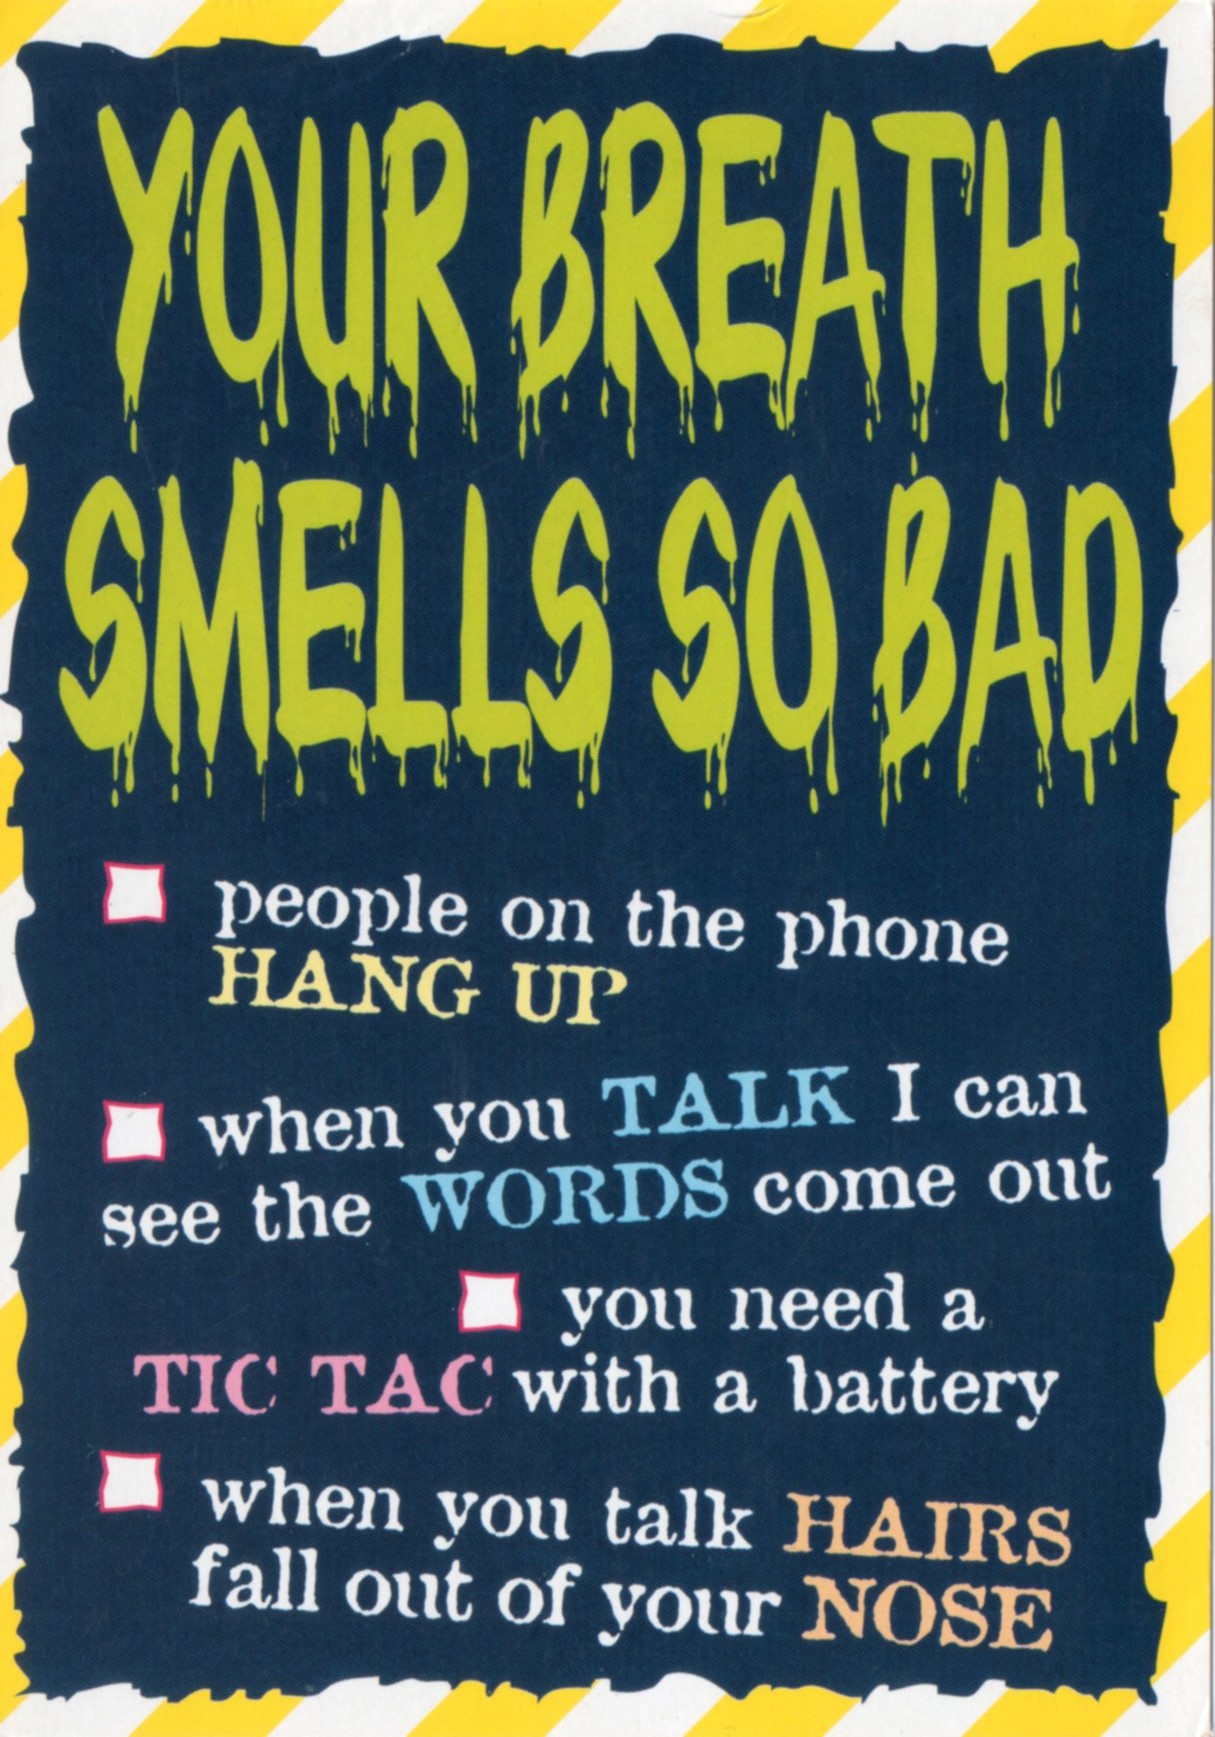 YOUR BREATH
SMELLS SO BAD
people on the phone
HANG UP
when you TALK I can
see the WORDS come out
you need a
TIC TAC with a battery
when you talk HAIRS
fall out of your NOSE